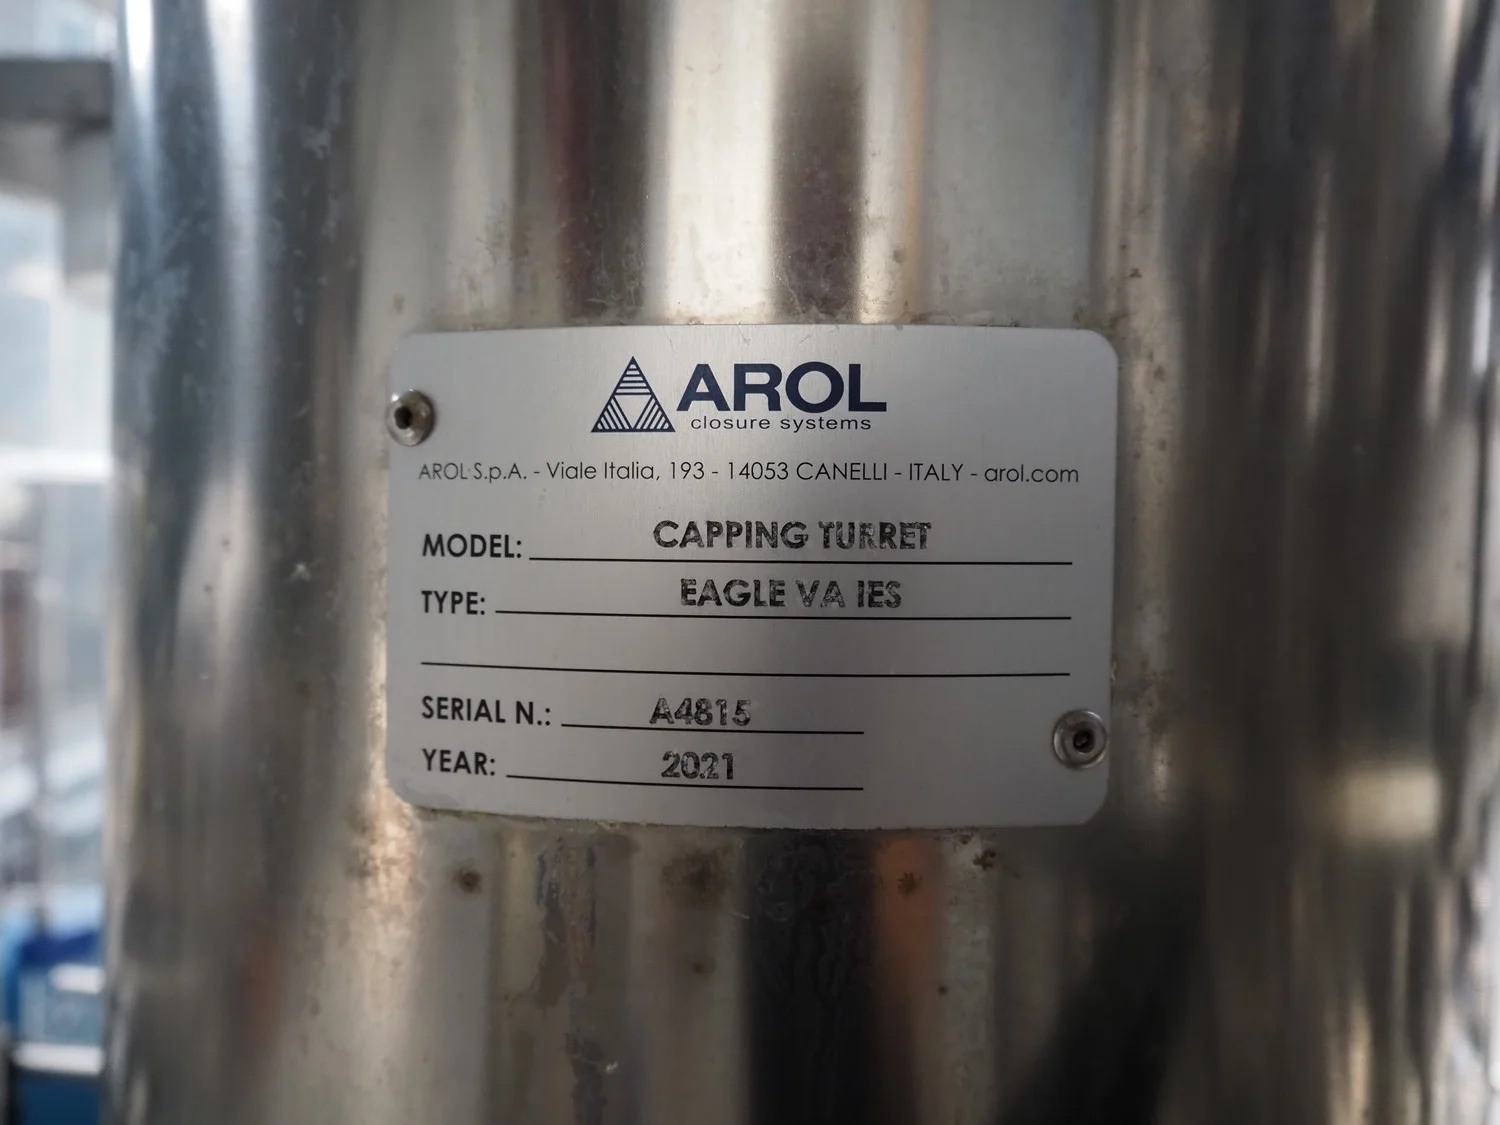 AROL
closure systems
AROL S.p.A. - Viale Italia, 193 - 14053 CANELLI - ITALY - arol.com
MODEL: CAPPING TURRET
TYPE: EAGLE VA IES
SERIAL N.: A4815
YEAR: 2021